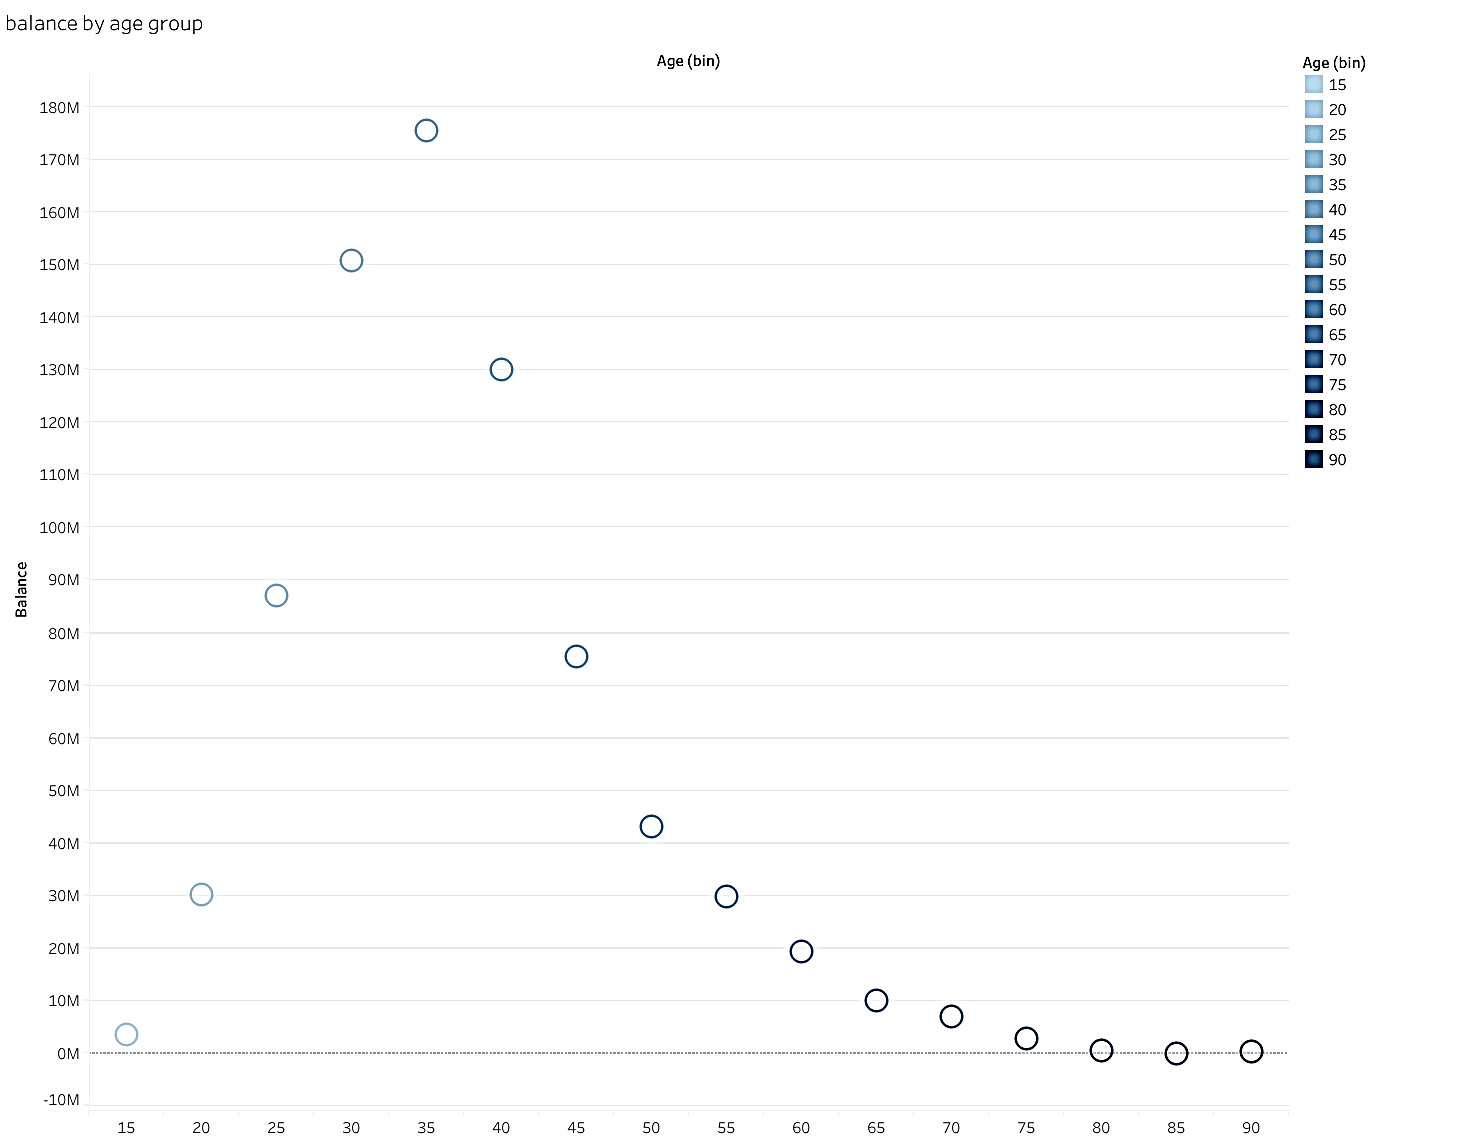 balance by age group
Age (bin)
180M
170M
160M
150M
140M
130M
120M
110M
100M
90M
80M
70M
60M
50M
40M
30M
20M
10M
0M
-10M
Balance
15 20 25 30 35 40 45 50 55 60 65 70 75 80 85 90
Age (bin)
15
20
25
30
35
40
45
50
55
60
65
70
75
80
85
90